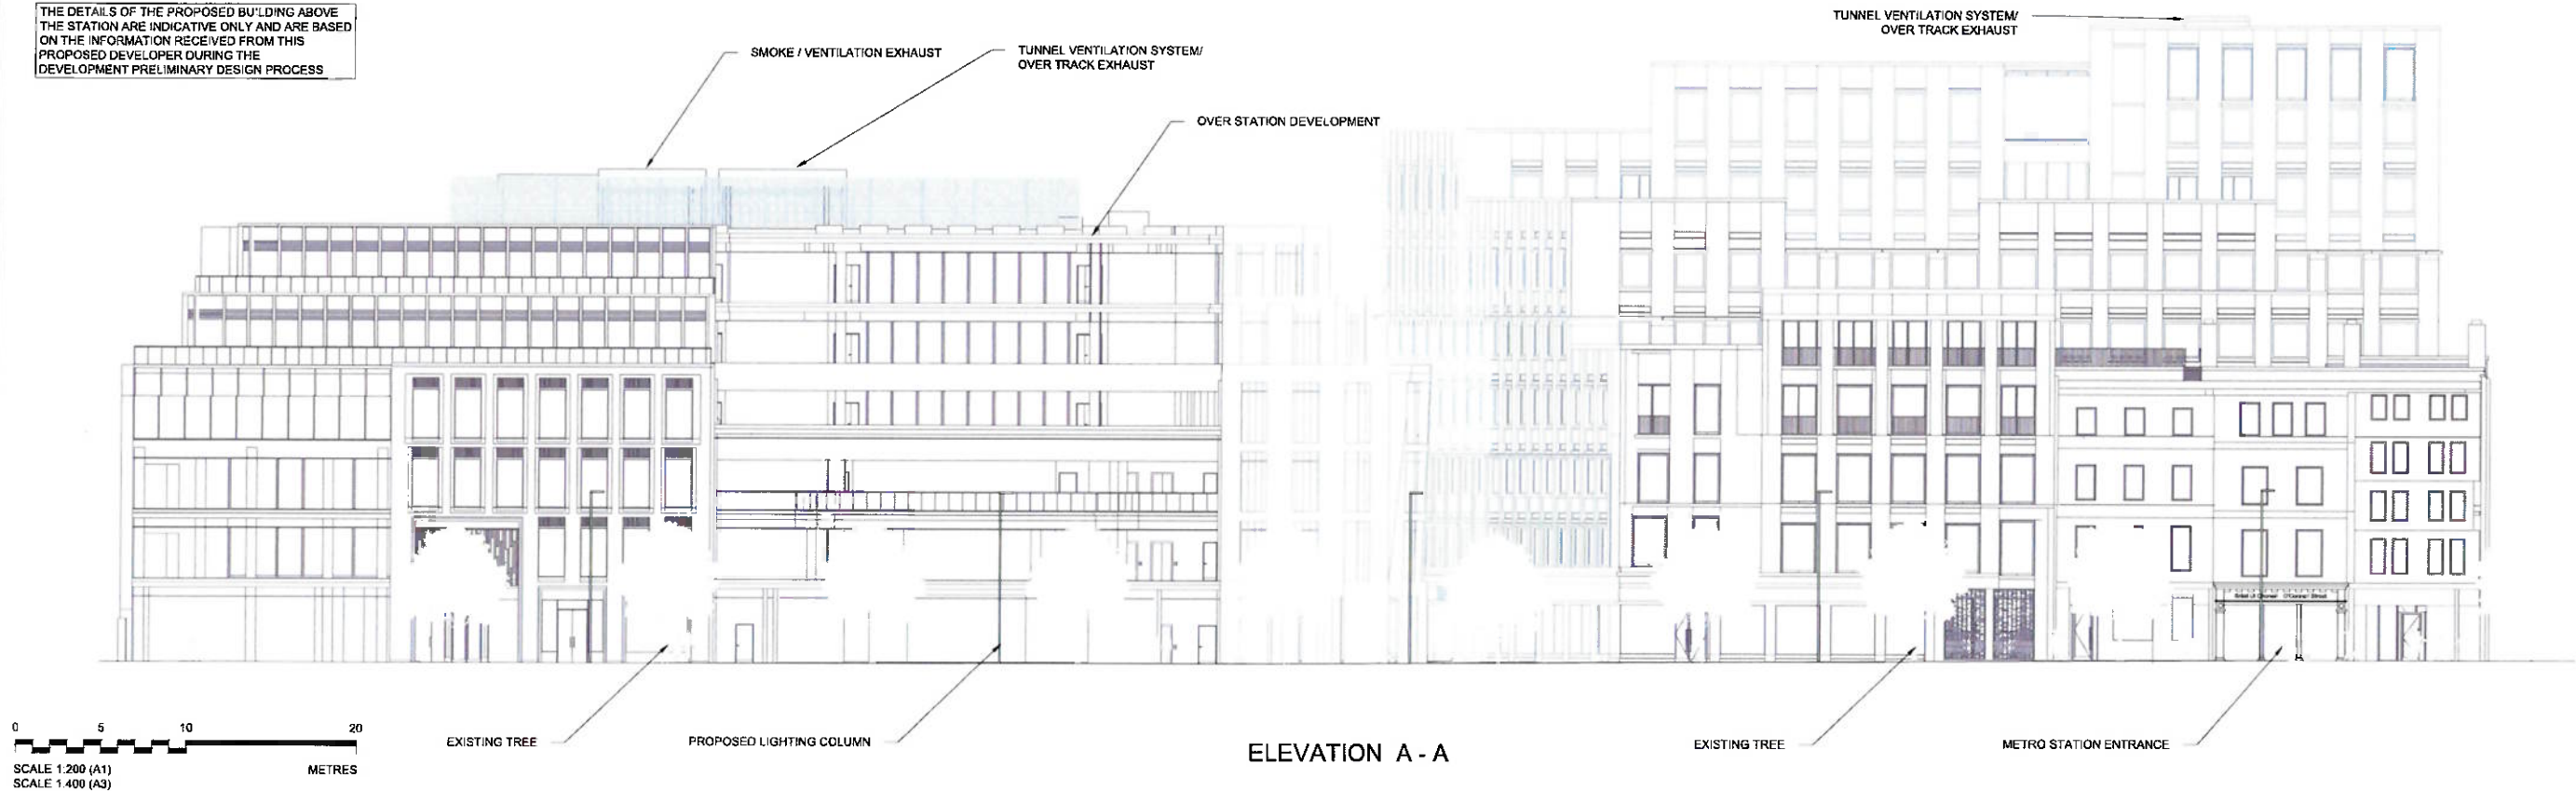 THE DETAILS OF THE PROPOSED BUILDING ABOVE
THE STATION ARE INDICATIVE ONLY AND ARE BASED
ON THE INFORMATION RECEIVED FROM THIS
PROPOSED DEVELOPER DURING THE
DEVELOPMENT PRELIMINARY DESIGN PROCESS
SMOKE / VENTILATION EXHAUST
TUNNEL VENTILATION SYSTEM/
OVER TRACK EXHAUST
OVER STATION DEVELOPMENT
TUNNEL VENTILATION SYSTEM/
OVER TRACK EXHAUST
O'Connell Street
0 5 10 20
SCALE 1:200 (A1)
METRES
SCALE 1:400 (A3)
EXISTING TREE
PROPOSED LIGHTING COLUMN
ELEVATION A - A
EXISTING TREE
METRO STATION ENTRANCE